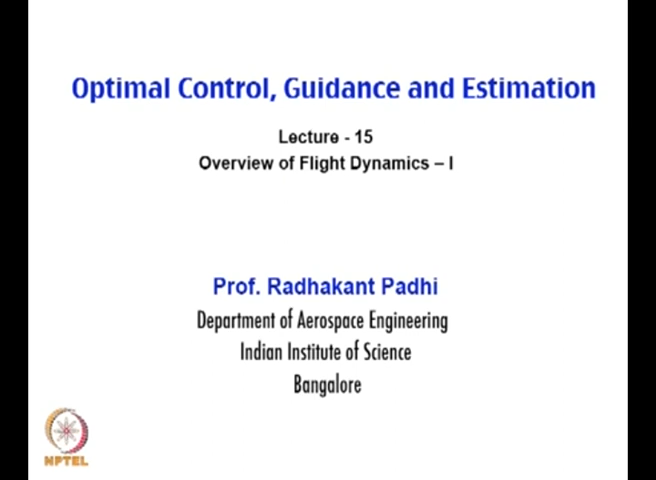 Optimal Control, Guidance and Estimation
Lecture - 15
Overview of Flight Dynamics – I
Prof. Radhakant Padhi
Department of Aerospace Engineering
Indian Institute of Science
Bangalore
NPTEL